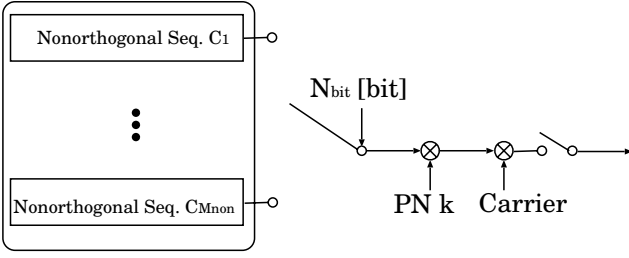 Nonorthogonal Seq. C1
Nbit [bit]
Nonorthogonal Seq. CMnon
PN k
Carrier